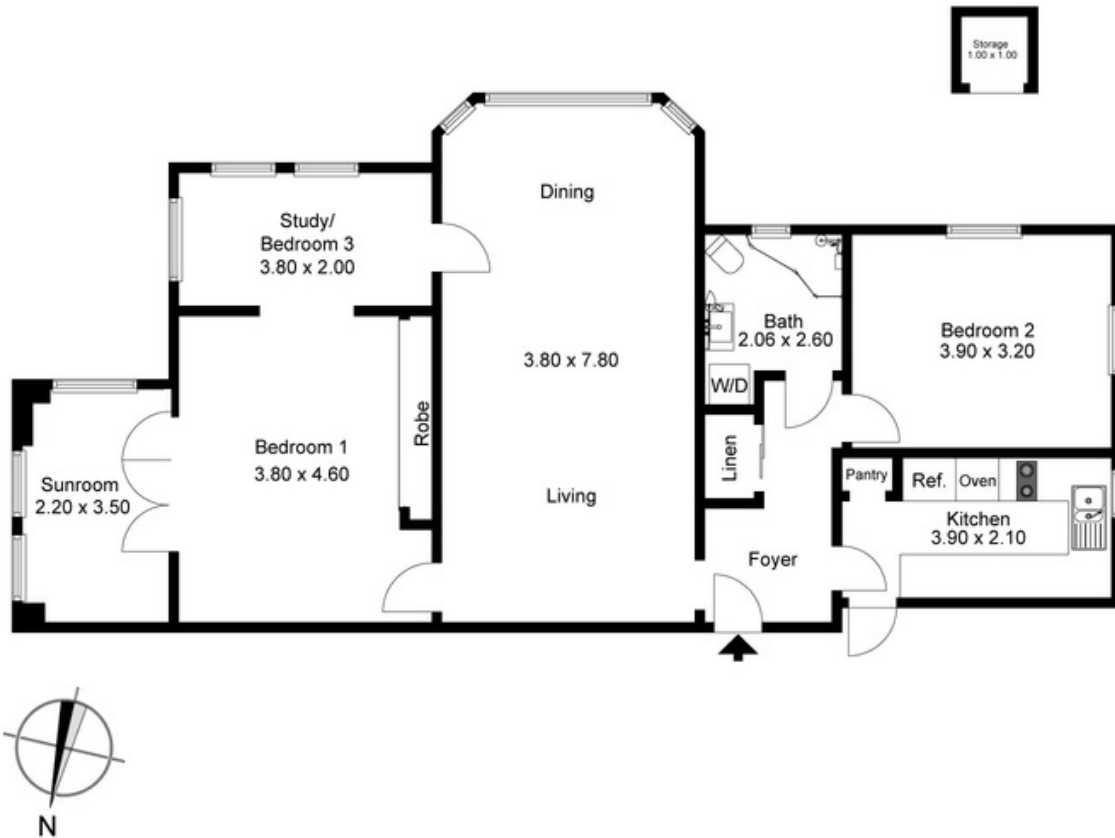 Storage
1.00 x 1.00
Dining
Study/
Bedroom 3
3.80 x 2.00
Bath
2.06 x 2.60
Bedroom 2
3.90 x 3.20
3.80 x 7.80
W/D
Robe
Bedroom 1
3.80 x 4.60
Linen
Pantry
Ref.
Oven
Sunroom
2.20 x 3.50
Living
Kitchen
3.90 x 2.10
Foyer
N